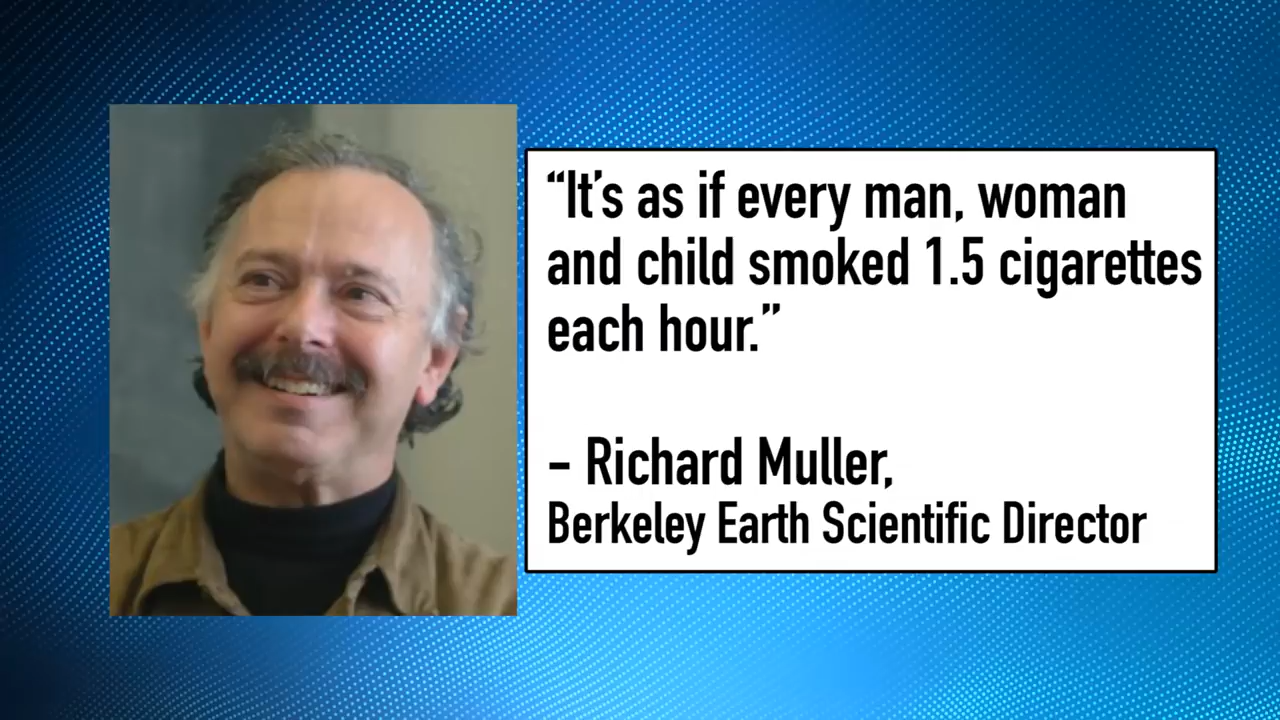 “It’s as if every man, woman
and child smoked 1.5 cigarettes
each hour.”
– Richard Muller,
Berkeley Earth Scientific Director